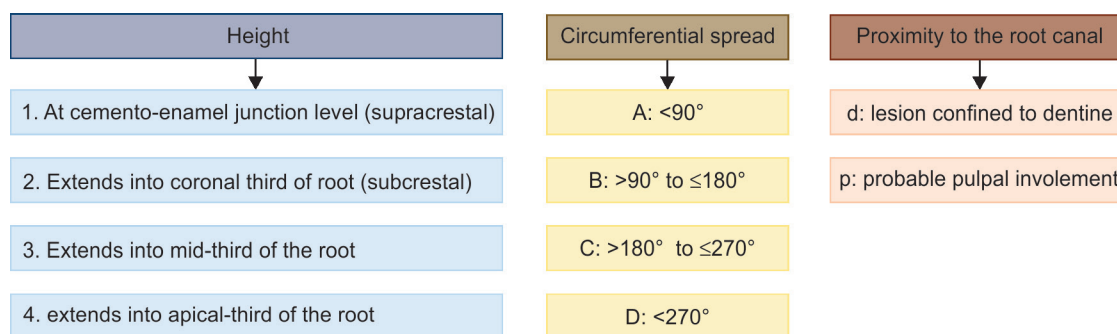 Height
1. At cemento-enamel junction level (supracrestal)
2. Extends into coronal third of root (subcrestal)
3. Extends into mid-third of the root
4. extends into apical-third of the root
Circumferential spread
A: <90°
B: >90° to ≤180°
C: >180° to ≤270°
D: <270°
Proximity to the root canal
d: lesion confined to dentine
p: probable pulpal involement